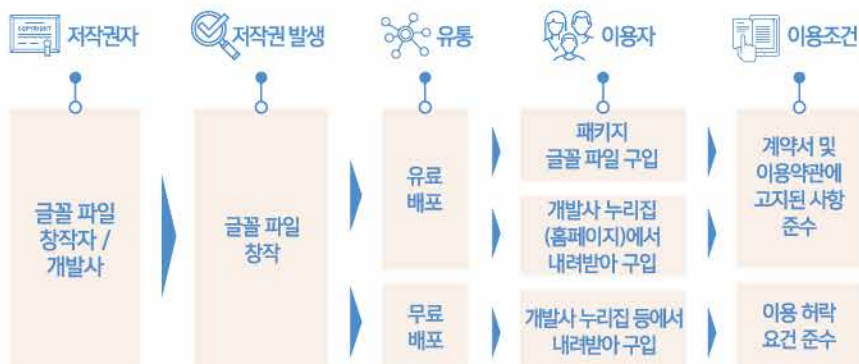 COPYRIGHT
저작권자
저작권 발생
유통
이용자
이용조건
글꼴 파일
창작자 /
개발사
글꼴 파일
창작
유료
배포
패키지
글꼴 파일 구입
개발사 누리집
(홈페이지)에서
내려받아 구입
계약서 및
이용약관에
고지된 사항
준수
무료
배포
개발사 누리집 등에서
내려받아 구입
이용 허락
요건 준수